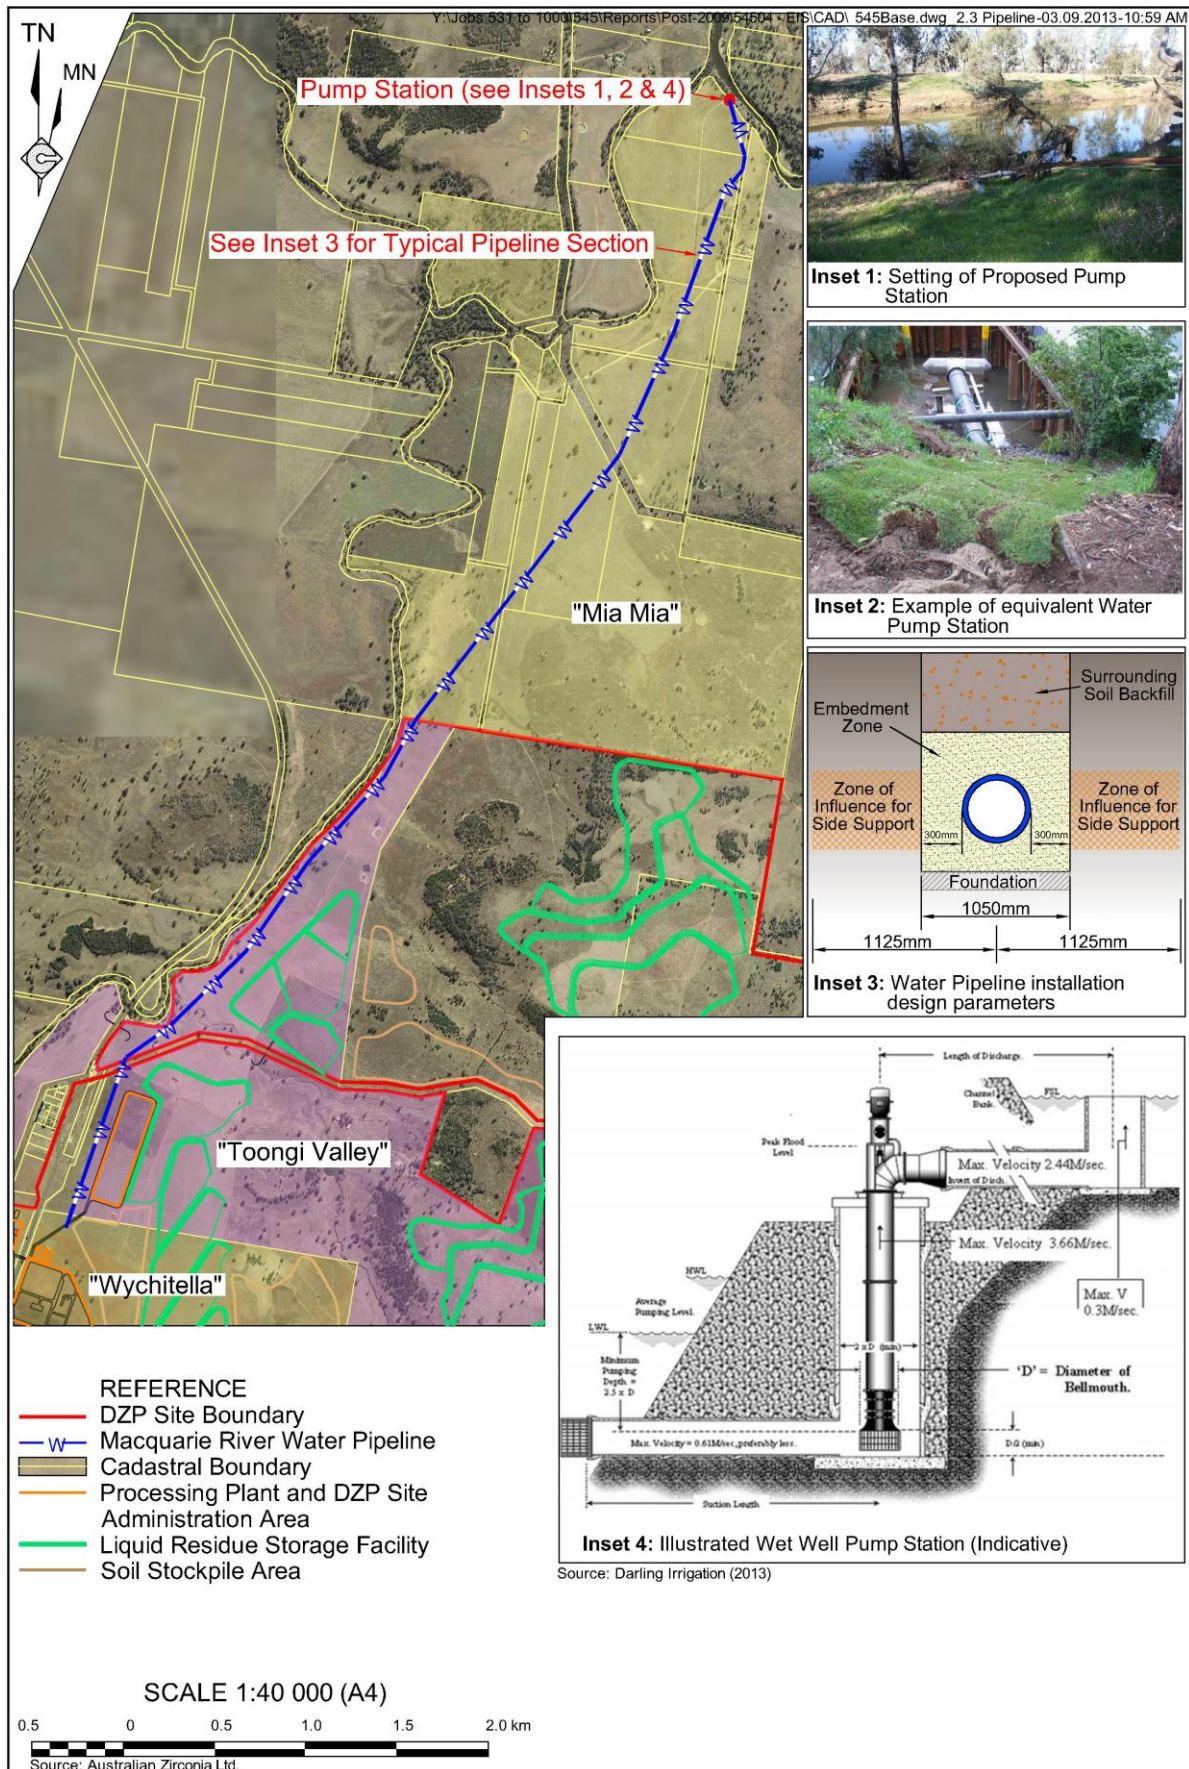 Y:\Jobs 531 to 1000\545\Reports\Post-2009\54504 - EIS\CAD\ 545Base.dwg_2.3 Pipeline-03.09.2013-10:59 AM
TN
MN
Pump Station (see Insets 1, 2 & 4)
W
See Inset 3 for Typical Pipeline Section
"Mia Mia"
"Toongi Valley"
"Wychitella"
Inset 1: Setting of Proposed Pump
Station
Inset 2: Example of equivalent Water
Pump Station
Surrounding
Soil Backfill
Embedment
Zone
Zone of
Influence for
Side Support
Zone of
Influence for
Side Support
300mm
300mm
Foundation
1050mm
1125mm
1125mm
Inset 3: Water Pipeline installation
design parameters
Length of Discharge.
Channel
Bank.
FSL
Peak Flood
Level
Max. Velocity 2.44M/sec.
Invert of Disch.
Max. Velocity 3.66M/sec.
HWL
Average
Pumping Level.
LWL
Max. V
0.3M/sec.
Minimum
Pumping
Depth =
2.5 x D
2 x D (min)
'D' = Diameter of
Bellmouth.
Max. Velocity = 0.61M/sec, preferably less.
D/2 (min)
Suction Length
Inset 4: Illustrated Wet Well Pump Station (Indicative)
Source: Darling Irrigation (2013)
REFERENCE
DZP Site Boundary
W Macquarie River Water Pipeline
Cadastral Boundary
Processing Plant and DZP Site
Administration Area
Liquid Residue Storage Facility
Soil Stockpile Area
SCALE 1:40 000 (A4)
0.5 0 0.5 1.0 1.5 2.0 km
Source: Australian Zirconia Ltd.